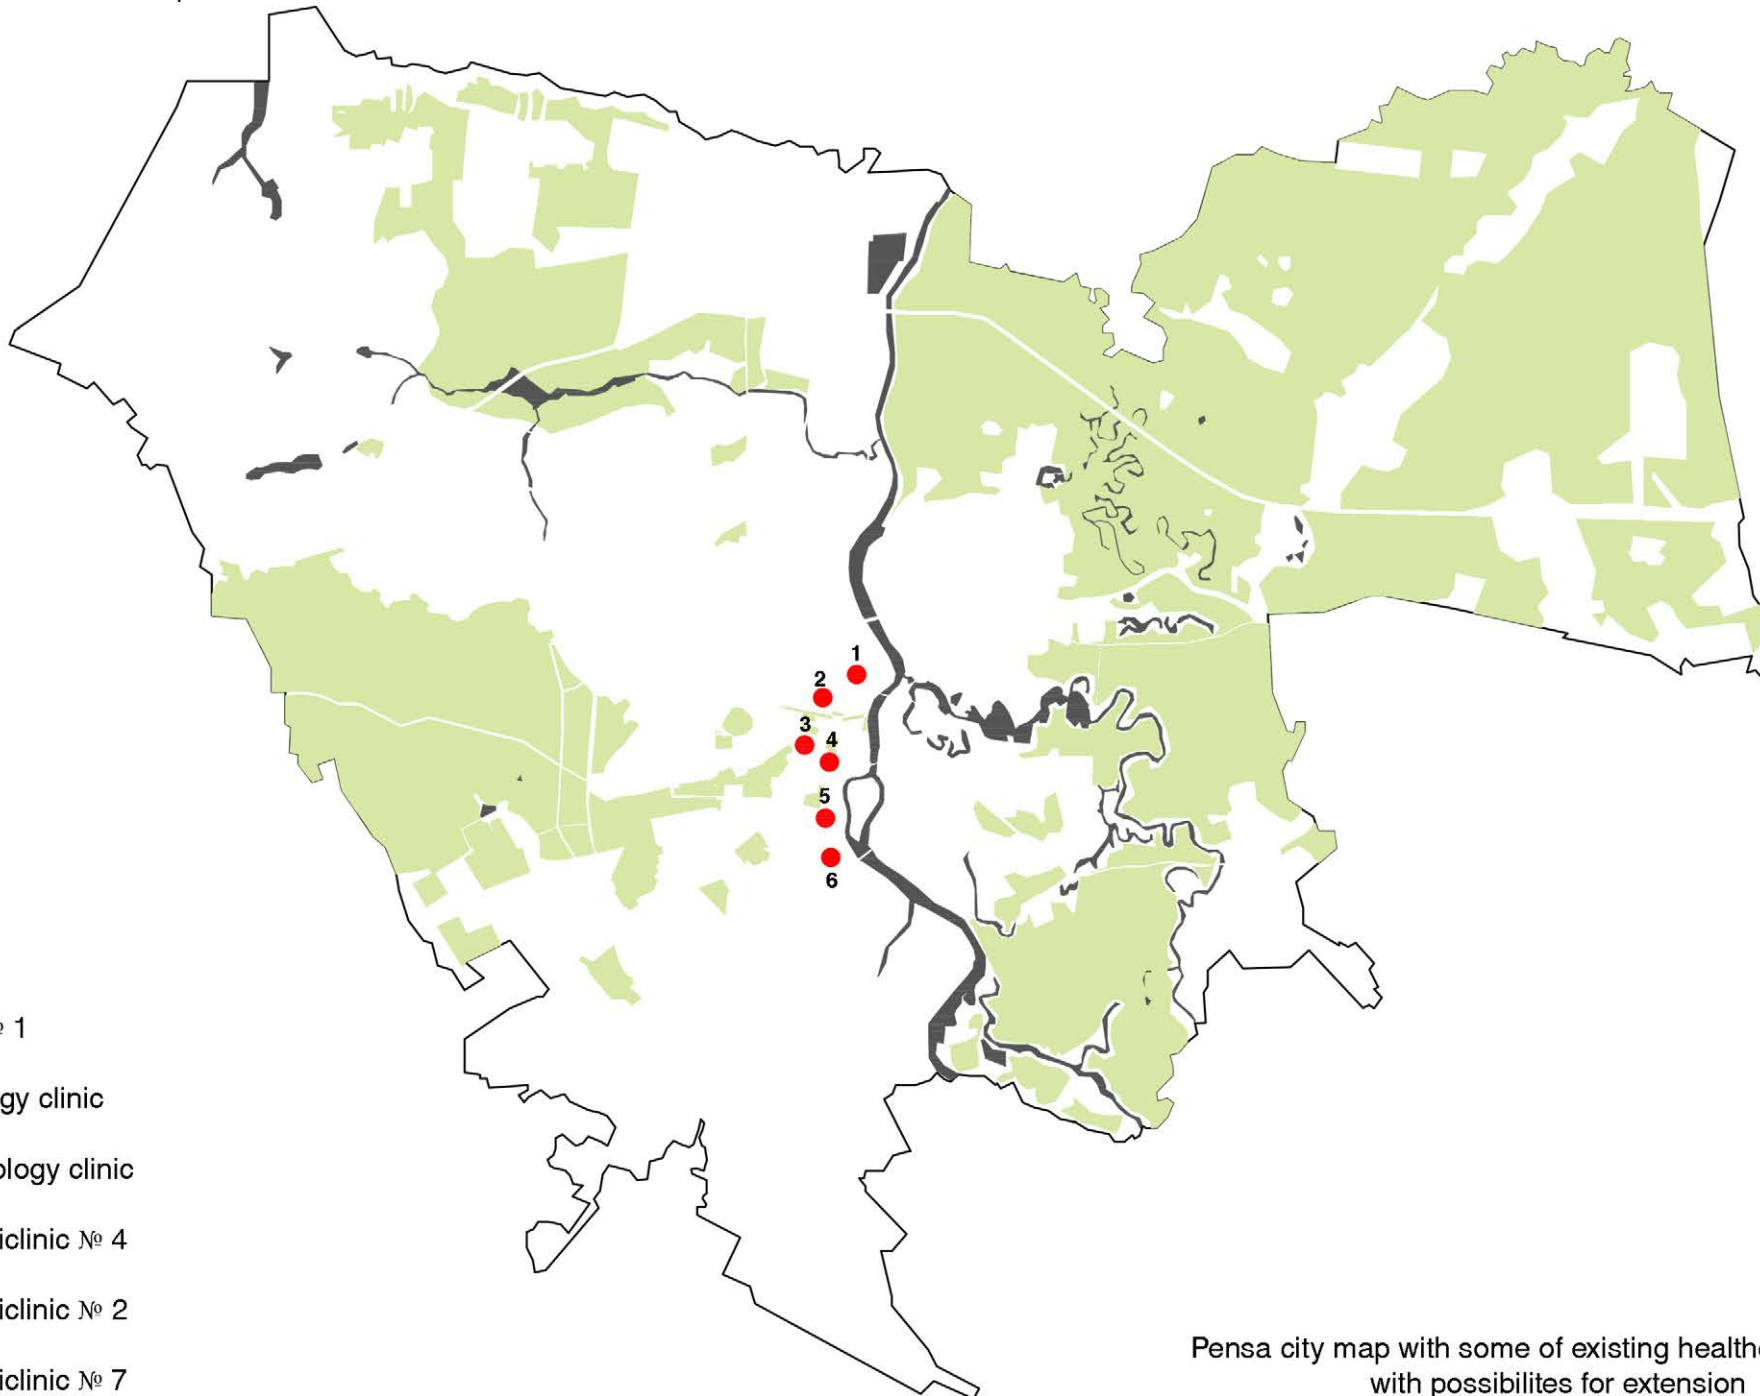 1
2
3
4
5
6
№ 1
gy clinic
ology clinic
iclinic № 4
iclinic № 2
iclinic № 7
Pensa city map with some of existing healthc
with possibilites for extension